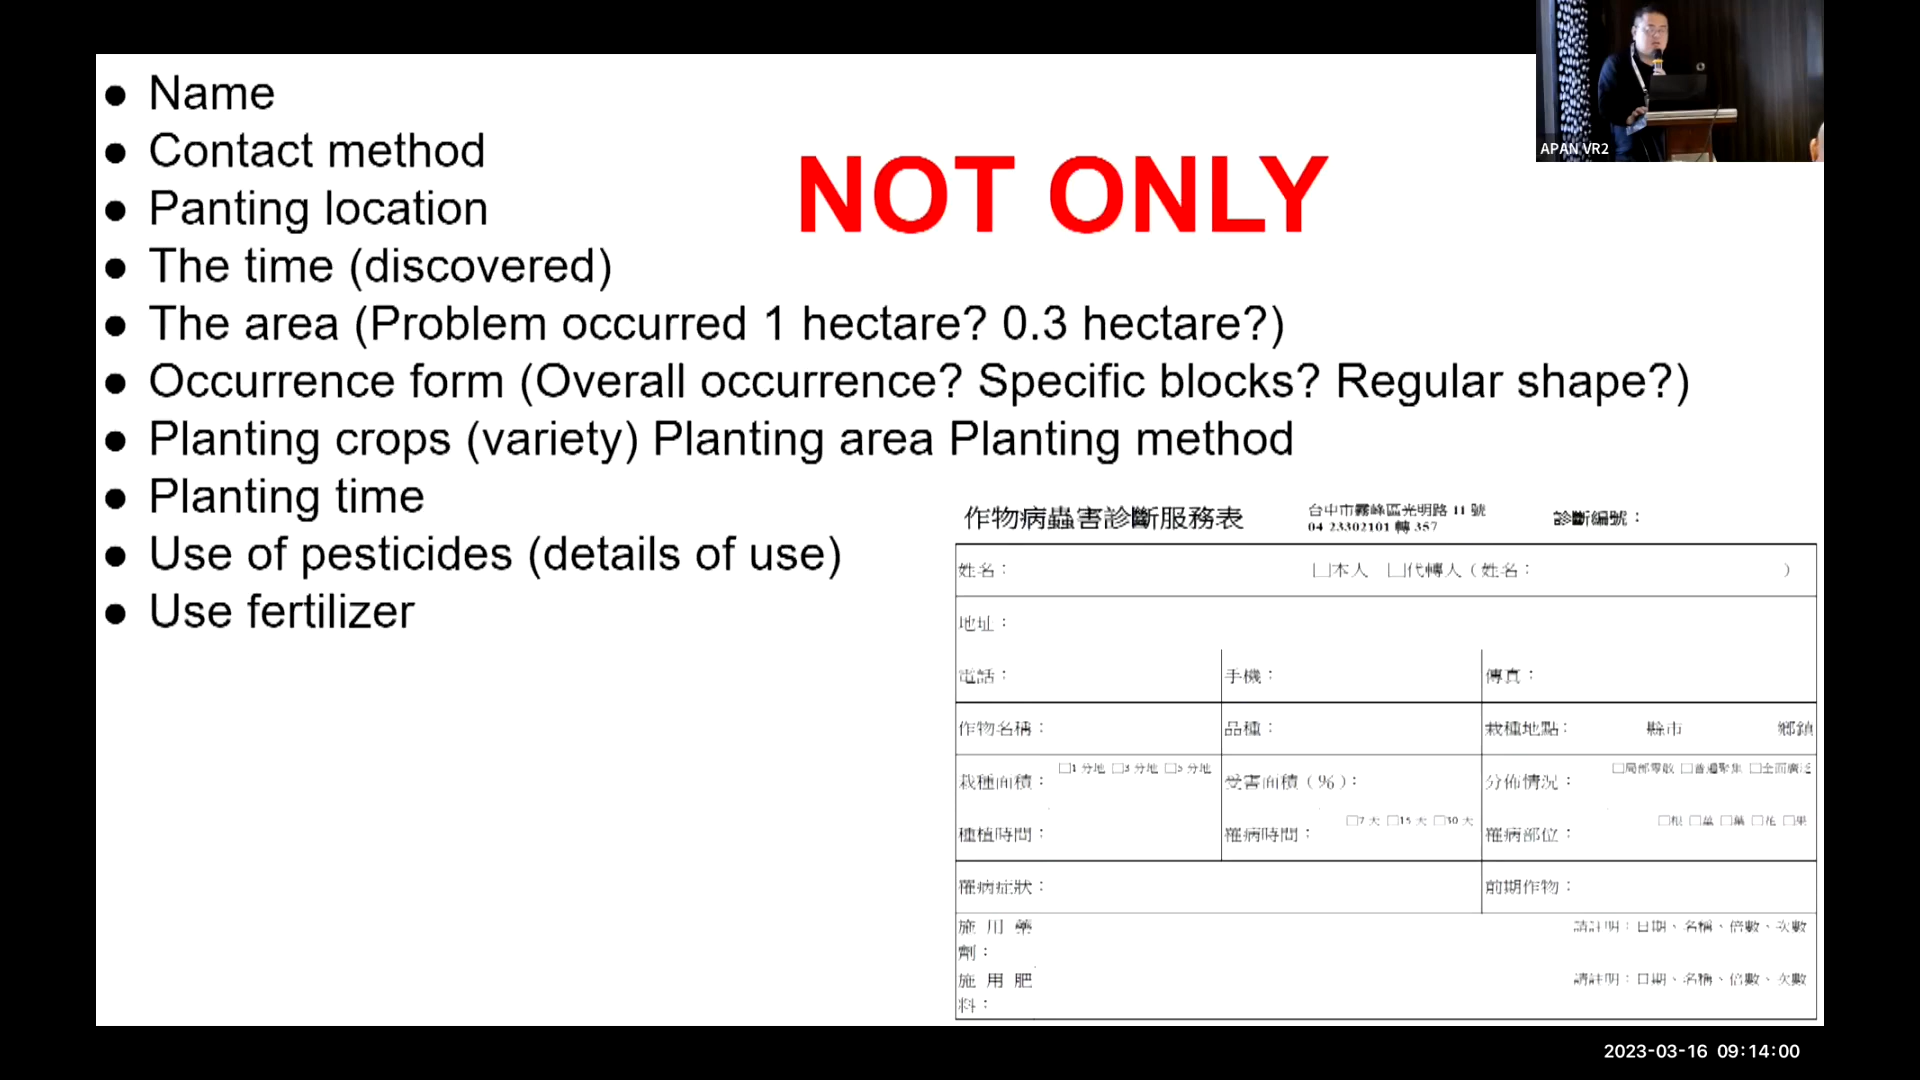 Name
Contact method
Panting location
The time (discovered)
The area (Problem occurred 1 hectare? 0.3 hectare?)
Occurrence form (Overall occurrence? Specific blocks? Regular shape?)
Planting crops (variety) Planting area Planting method
Planting time
Use of pesticides (details of use)
Use fertilizer
NOT ONLY
APAN VR2
作物病蟲害診斷服務表
台中市霧峰區光明路 11 號
04 23302101 轉 357
診斷編號：
姓名： □本人 □代轉人（姓名： ）
地址：
電話： 手機： 傳真：
作物名稱： 品種： 栽種地點： 縣市 鄉鎮
栽種面積： □1 分地 □3 分地 □5 分地 受害面積（%）： 分佈情況： □局部零散 □普遍聚集 □全面廣泛
種植時間： 罹病時間： □7 天 □15 天 □30 天 罹病部位： □根 □莖 □葉 □花 □果
罹病症狀： 前期作物：
施用藥 請註明：日期、名稱、倍數、次數
劑：
施用肥 請註明：日期、名稱、倍數、次數
料：
2023-03-16 09:14:00